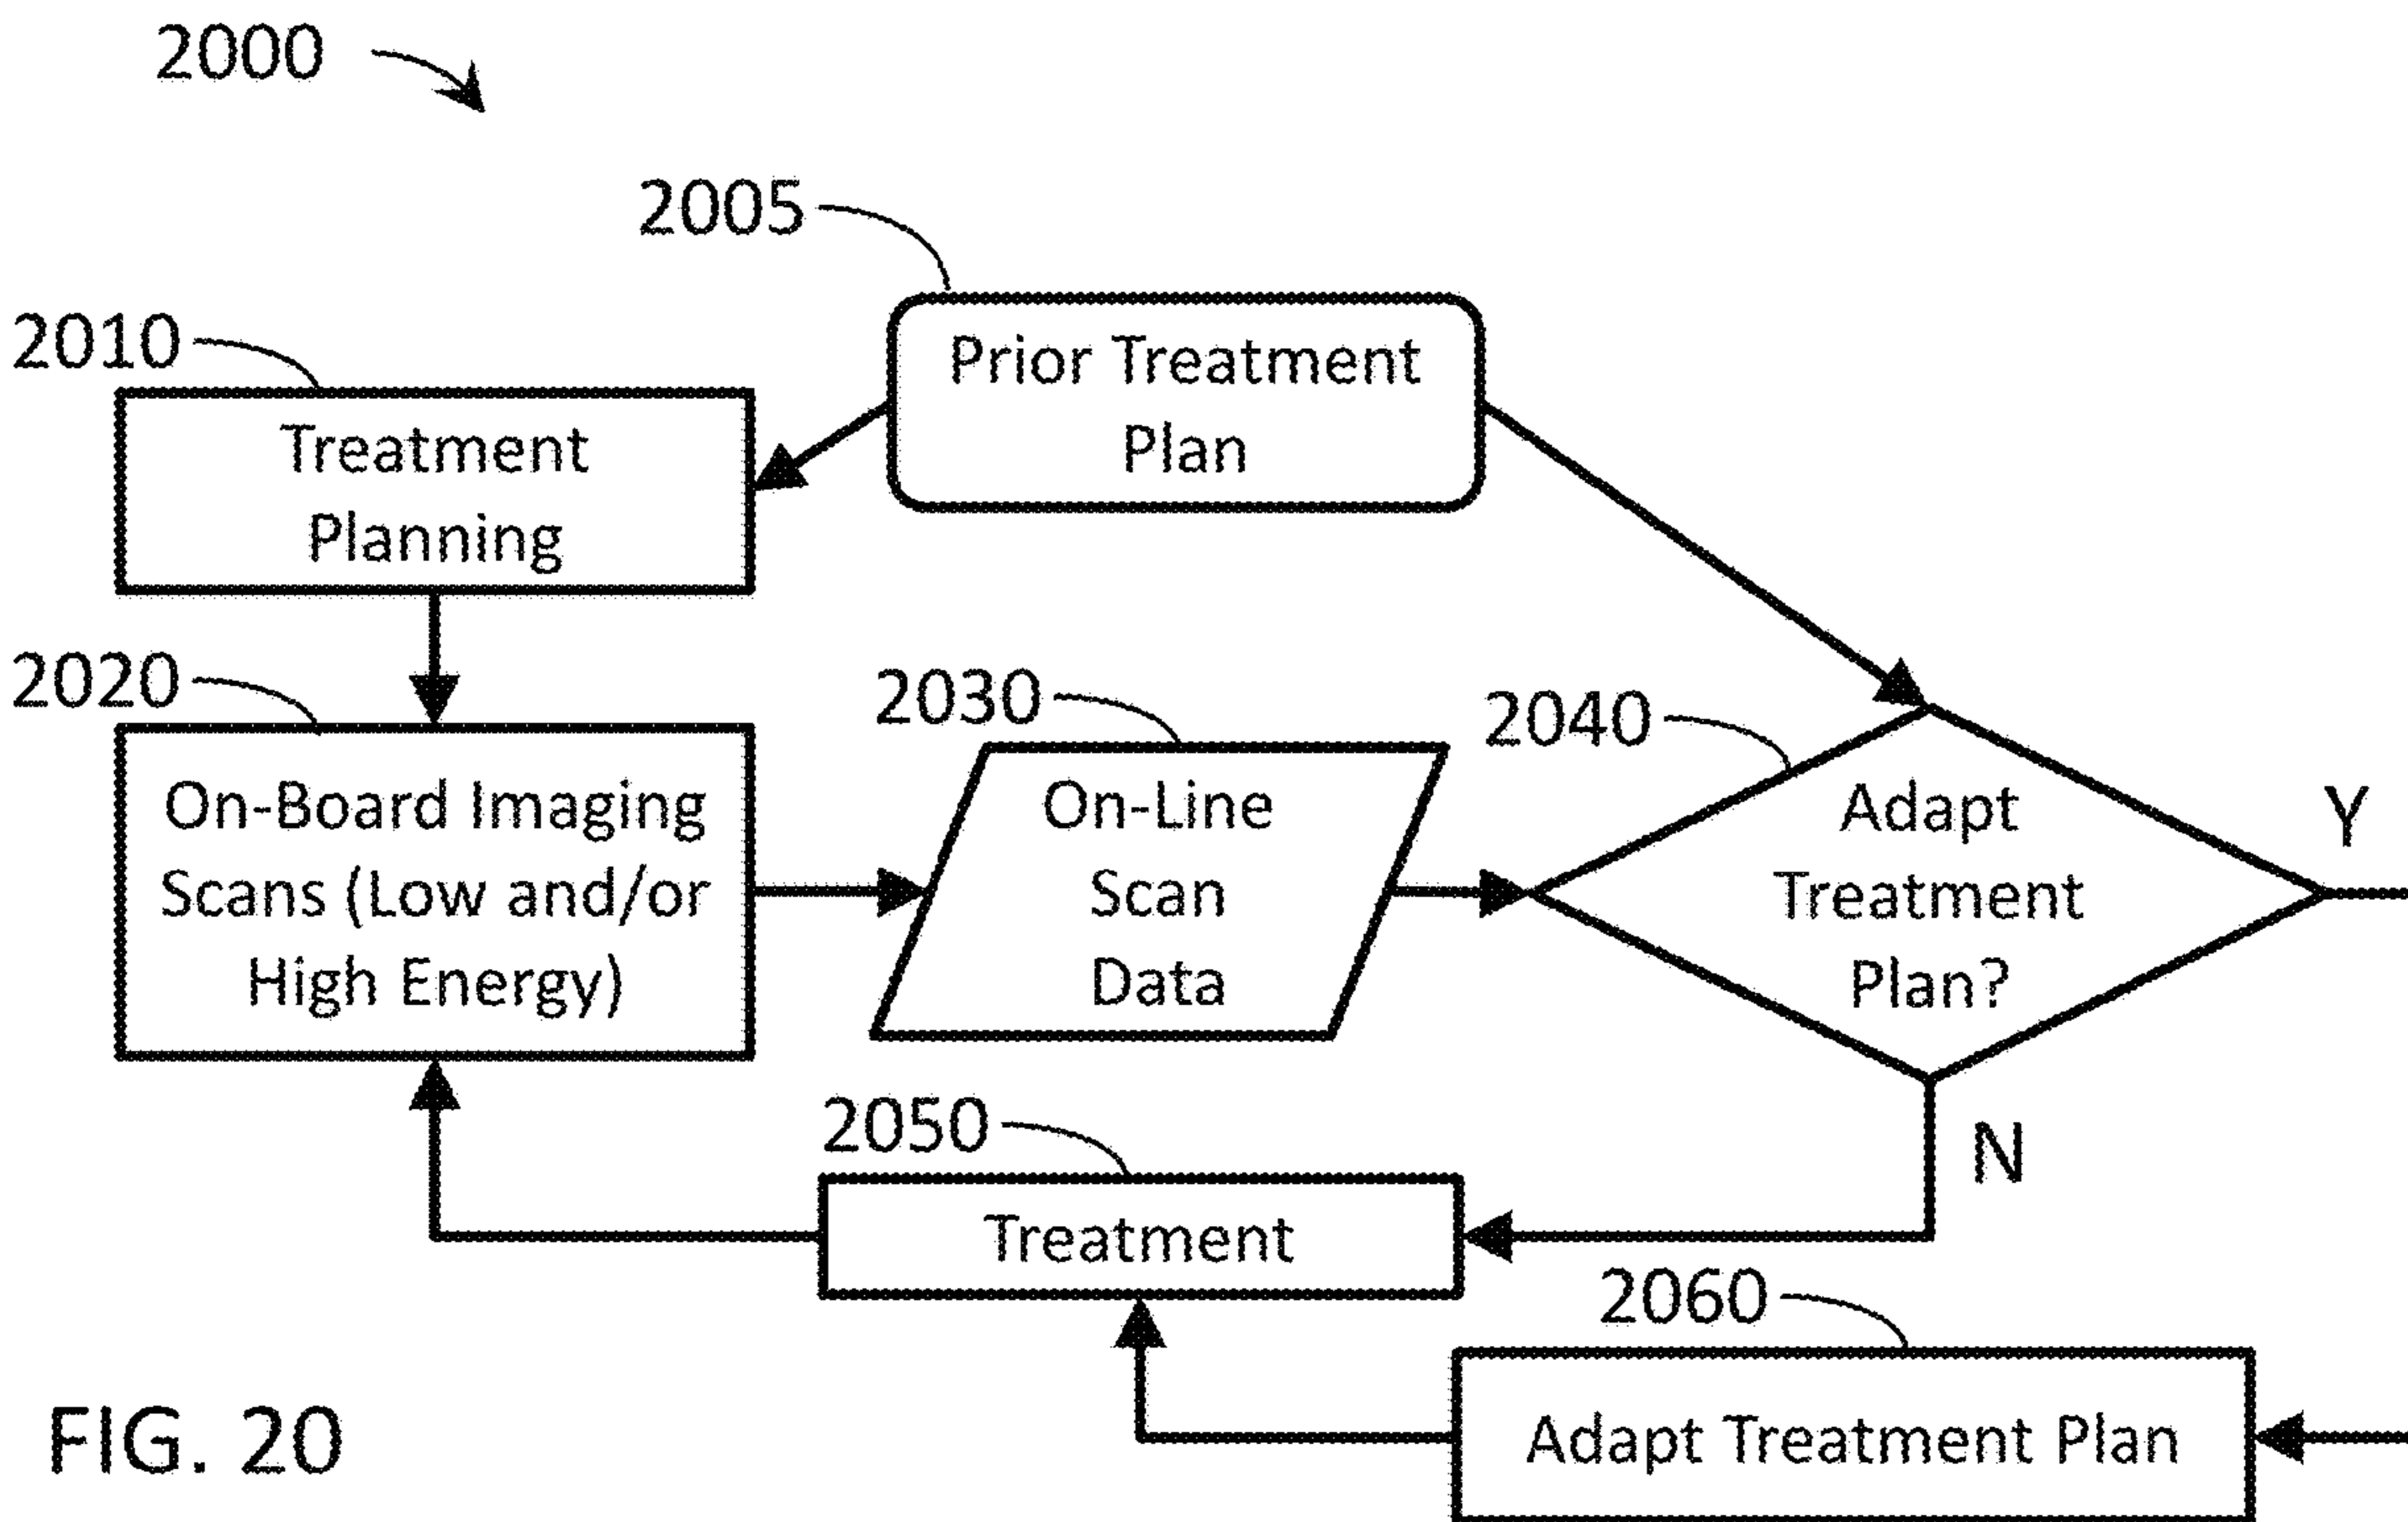 2000
2005
Prior Treatment
Plan
2010
Treatment
Planning
2020
On-Board Imaging
Scans (Low and/or
High Energy)
2030
On-Line
Scan
Data
2040
Adapt
Treatment
Plan?
Y
N
2050
Treatment
2060
Adapt Treatment Plan
FIG. 20